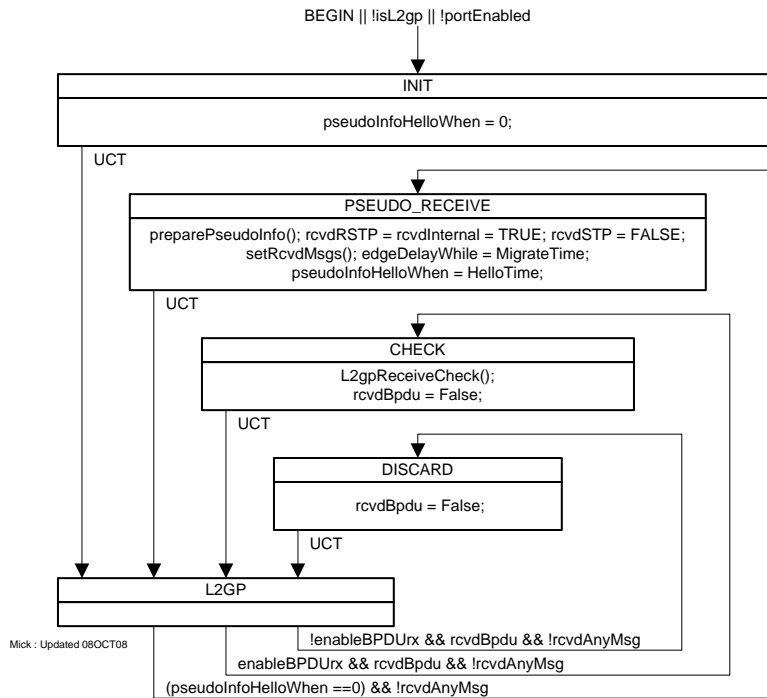 BEGIN || !isL2gp || !portEnabled
INIT
pseudoInfoHelloWhen = 0;
UCT
PSEUDO_RECEIVE
preparePseudoInfo(); rcvdRSTP = rcvdInternal = TRUE; rcvdSTP = FALSE;
setRcvdMsgs(); edgeDelayWhile = MigrateTime;
pseudoInfoHelloWhen = HelloTime;
UCT
CHECK
L2gpReceiveCheck();
rcvdBpdu = False;
UCT
DISCARD
rcvdBpdu = False;
UCT
L2GP
Mick : Updated 08OCT08
!enableBPDUrx && rcvdBpdu && !rcvdAnyMsg
enableBPDUrx && rcvdBpdu && !rcvdAnyMsg
(pseudoInfoHelloWhen ==0) && !rcvdAnyMsg